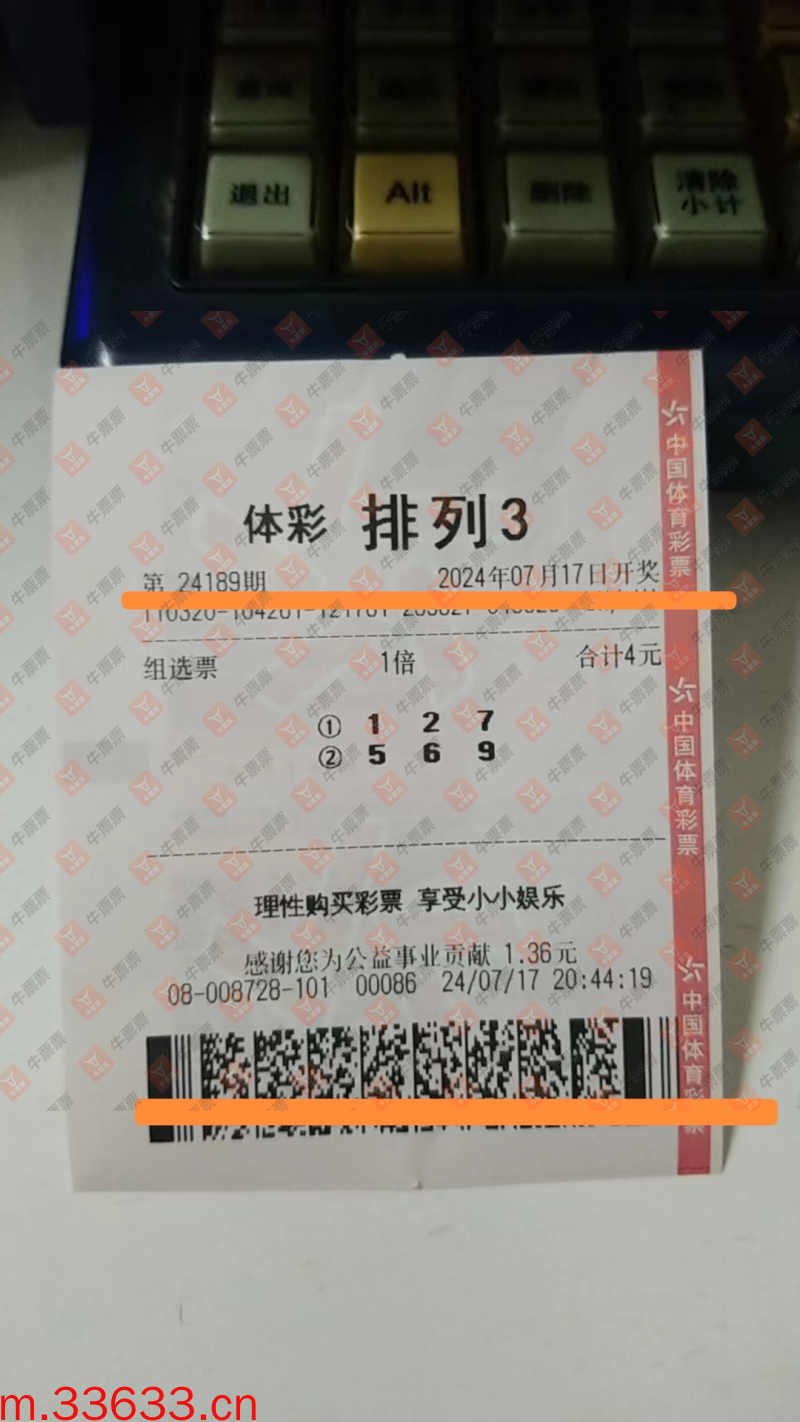 退出 Alt 删除 清除
小计
体彩 排列3
第 24189期 2024年07月17日开奖
组选票 1倍 合计4元
① 1 2 7
② 5 6 9
理性购买彩票 享受小小娱乐
感谢您为公益事业贡献 1.36元
08-008728-101 00086 24/07/17 20:44:19
中国体育彩票
中国体育彩票
中国体育彩票
牛票票
m.33633.cn